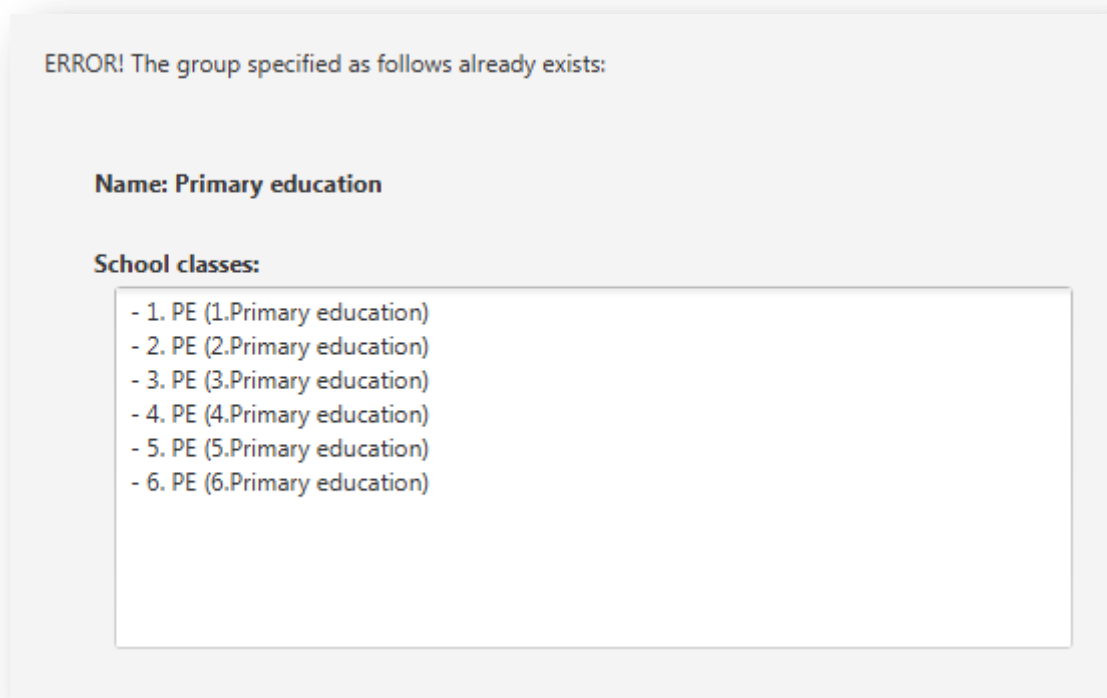 ERROR! The group specified as follows already exists:
Name: Primary education
School classes:
- 1. PE (1.Primary education)
- 2. PE (2.Primary education)
- 3. PE (3.Primary education)
- 4. PE (4.Primary education)
- 5. PE (5.Primary education)
- 6. PE (6.Primary education)